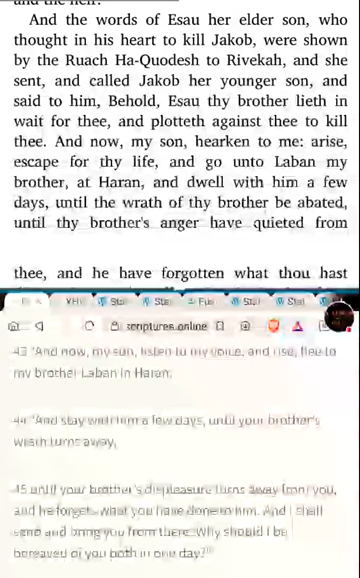 and the heir.
And the words of Esau her elder son, who
thought in his heart to kill Jakob, were shown
by the Ruach Ha-Quodesh to Rivekah, and she
sent, and called Jakob her younger son, and
said to him, Behold, Esau thy brother lieth in
wait for thee, and plotteth against thee to kill
thee. And now, my son, hearken to me: arise,
escape for thy life, and go unto Laban my
brother, at Haran, and dwell with him a few
days, until the wrath of thy brother be abated,
until thy brother's anger have quieted from
thee, and he have forgotten what thou hast
scriptures.online
43 "And now, my son, listen to my voice, and rise, flee to
my brother Laban in Haran.
44 "And stay with him a few days, until your brother's
wrath turns away,
45 until your brother's displeasure turns away from you,
and he forgets what you have done to him. And I shall
send and bring you from there. Why should I be
bereaved of you both in one day?"